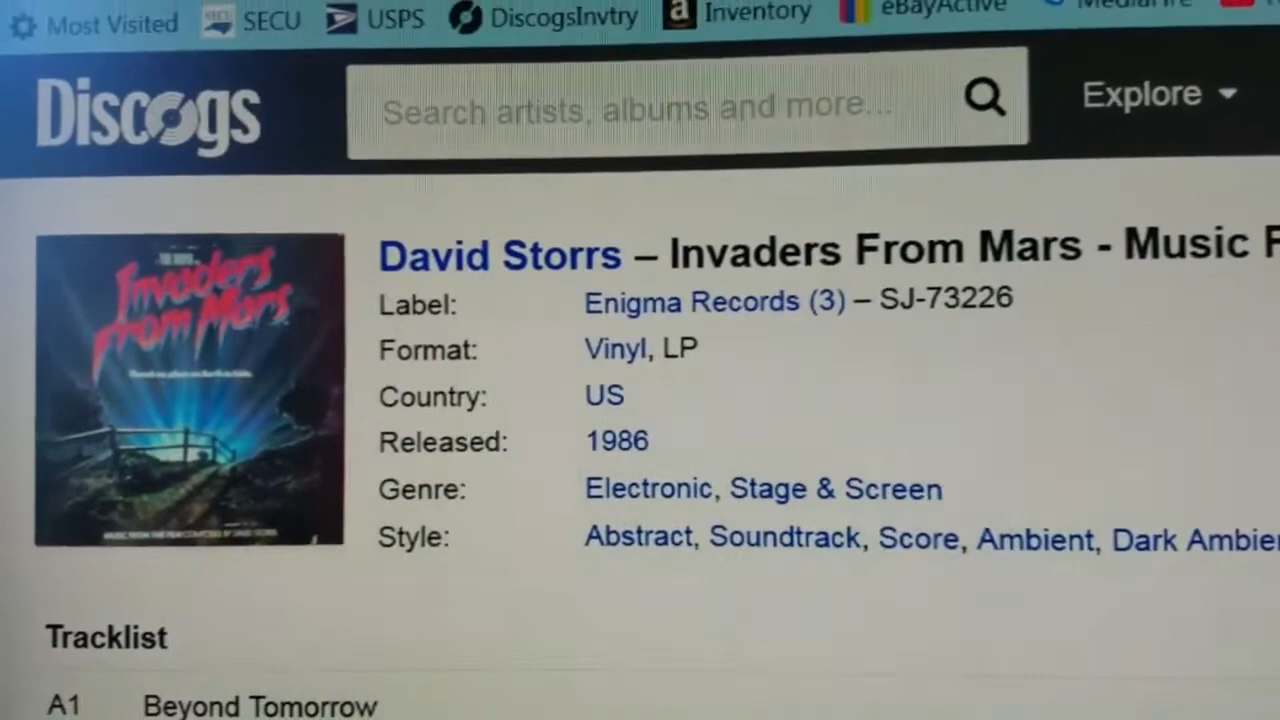 Most Visited SECU USPS DiscogsInvtry Inventory eBayActive MediaFire
Discogs Search artists, albums and more... Explore
David Storrs – Invaders From Mars - Music F
Label: Enigma Records (3) – SJ-73226
Format: Vinyl, LP
Country: US
Released: 1986
Genre: Electronic, Stage & Screen
Style: Abstract, Soundtrack, Score, Ambient, Dark Ambie
Invaders
from Mars
Tracklist
A1 Beyond Tomorrow